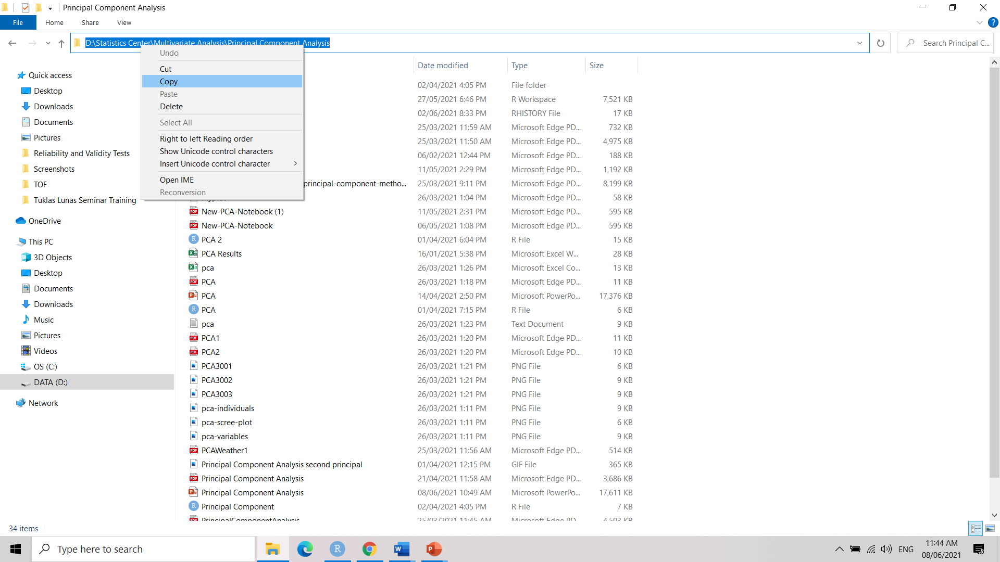 Principal Component Analysis
File Home Share View
D:\Statistics Center\Multivariate Analysis\Principal Component Analysis
Search Principal C...
Undo
Cut
Copy
Paste
Delete
Select All
Right to left Reading order
Show Unicode control characters
Insert Unicode control character
Open IME
Reconversion
Quick access
Desktop
Downloads
Documents
Pictures
Reliability and Validity Tests
Screenshots
TOF
Tuklas Lunas Seminar Training
OneDrive
This PC
3D Objects
Desktop
Documents
Downloads
Music
Pictures
Videos
OS (C:)
DATA (D:)
Network
Date modified Type Size
02/04/2021 4:05 PM File folder
27/05/2021 6:46 PM R Workspace 7,521 KB
02/06/2021 8:33 PM RHISTORY File 17 KB
25/03/2021 11:59 AM Microsoft Edge PD... 732 KB
25/03/2021 11:50 AM Microsoft Edge PD... 4,975 KB
06/02/2021 12:44 PM Microsoft Edge PD... 188 KB
11/05/2021 2:29 PM Microsoft Edge PD... 1,192 KB
principal-component-metho... 25/03/2021 9:11 PM Microsoft Edge PD... 8,199 KB
26/03/2021 1:04 PM Microsoft Edge PD... 58 KB
New-PCA-Notebook (1) 11/05/2021 2:31 PM Microsoft Edge PD... 595 KB
New-PCA-Notebook 06/05/2021 1:08 PM Microsoft Edge PD... 595 KB
PCA 2 01/04/2021 6:04 PM R File 15 KB
PCA Results 16/01/2021 5:38 PM Microsoft Excel W... 28 KB
pca 26/03/2021 1:26 PM Microsoft Excel Co... 13 KB
PCA 26/03/2021 1:18 PM Microsoft Edge PD... 11 KB
PCA 14/04/2021 2:50 PM Microsoft PowerPo... 17,376 KB
PCA 01/04/2021 7:15 PM R File 6 KB
pca 26/03/2021 1:23 PM Text Document 9 KB
PCA1 26/03/2021 1:20 PM Microsoft Edge PD... 11 KB
PCA2 26/03/2021 1:20 PM Microsoft Edge PD... 10 KB
PCA3001 26/03/2021 1:21 PM PNG File 6 KB
PCA3002 26/03/2021 1:21 PM PNG File 9 KB
PCA3003 26/03/2021 1:21 PM PNG File 9 KB
pca-individuals 26/03/2021 1:11 PM PNG File 9 KB
pca-scree-plot 26/03/2021 1:11 PM PNG File 6 KB
pca-variables 26/03/2021 1:11 PM PNG File 9 KB
PCAWeather1 25/03/2021 11:56 AM Microsoft Edge PD... 514 KB
Principal Component Analysis second principal 01/04/2021 12:15 PM GIF File 365 KB
Principal Component Analysis 21/04/2021 11:58 AM Microsoft Edge PD... 3,686 KB
Principal Component Analysis 08/06/2021 10:49 AM Microsoft PowerPo... 17,611 KB
Principal Component 02/04/2021 4:05 PM R File 7 KB
PrincipalComponentAnalysis 25/03/2021 11:45 AM Microsoft Edge PD... 4,503 KB
34 items
Type here to search
ENG
11:44 AM
08/06/2021